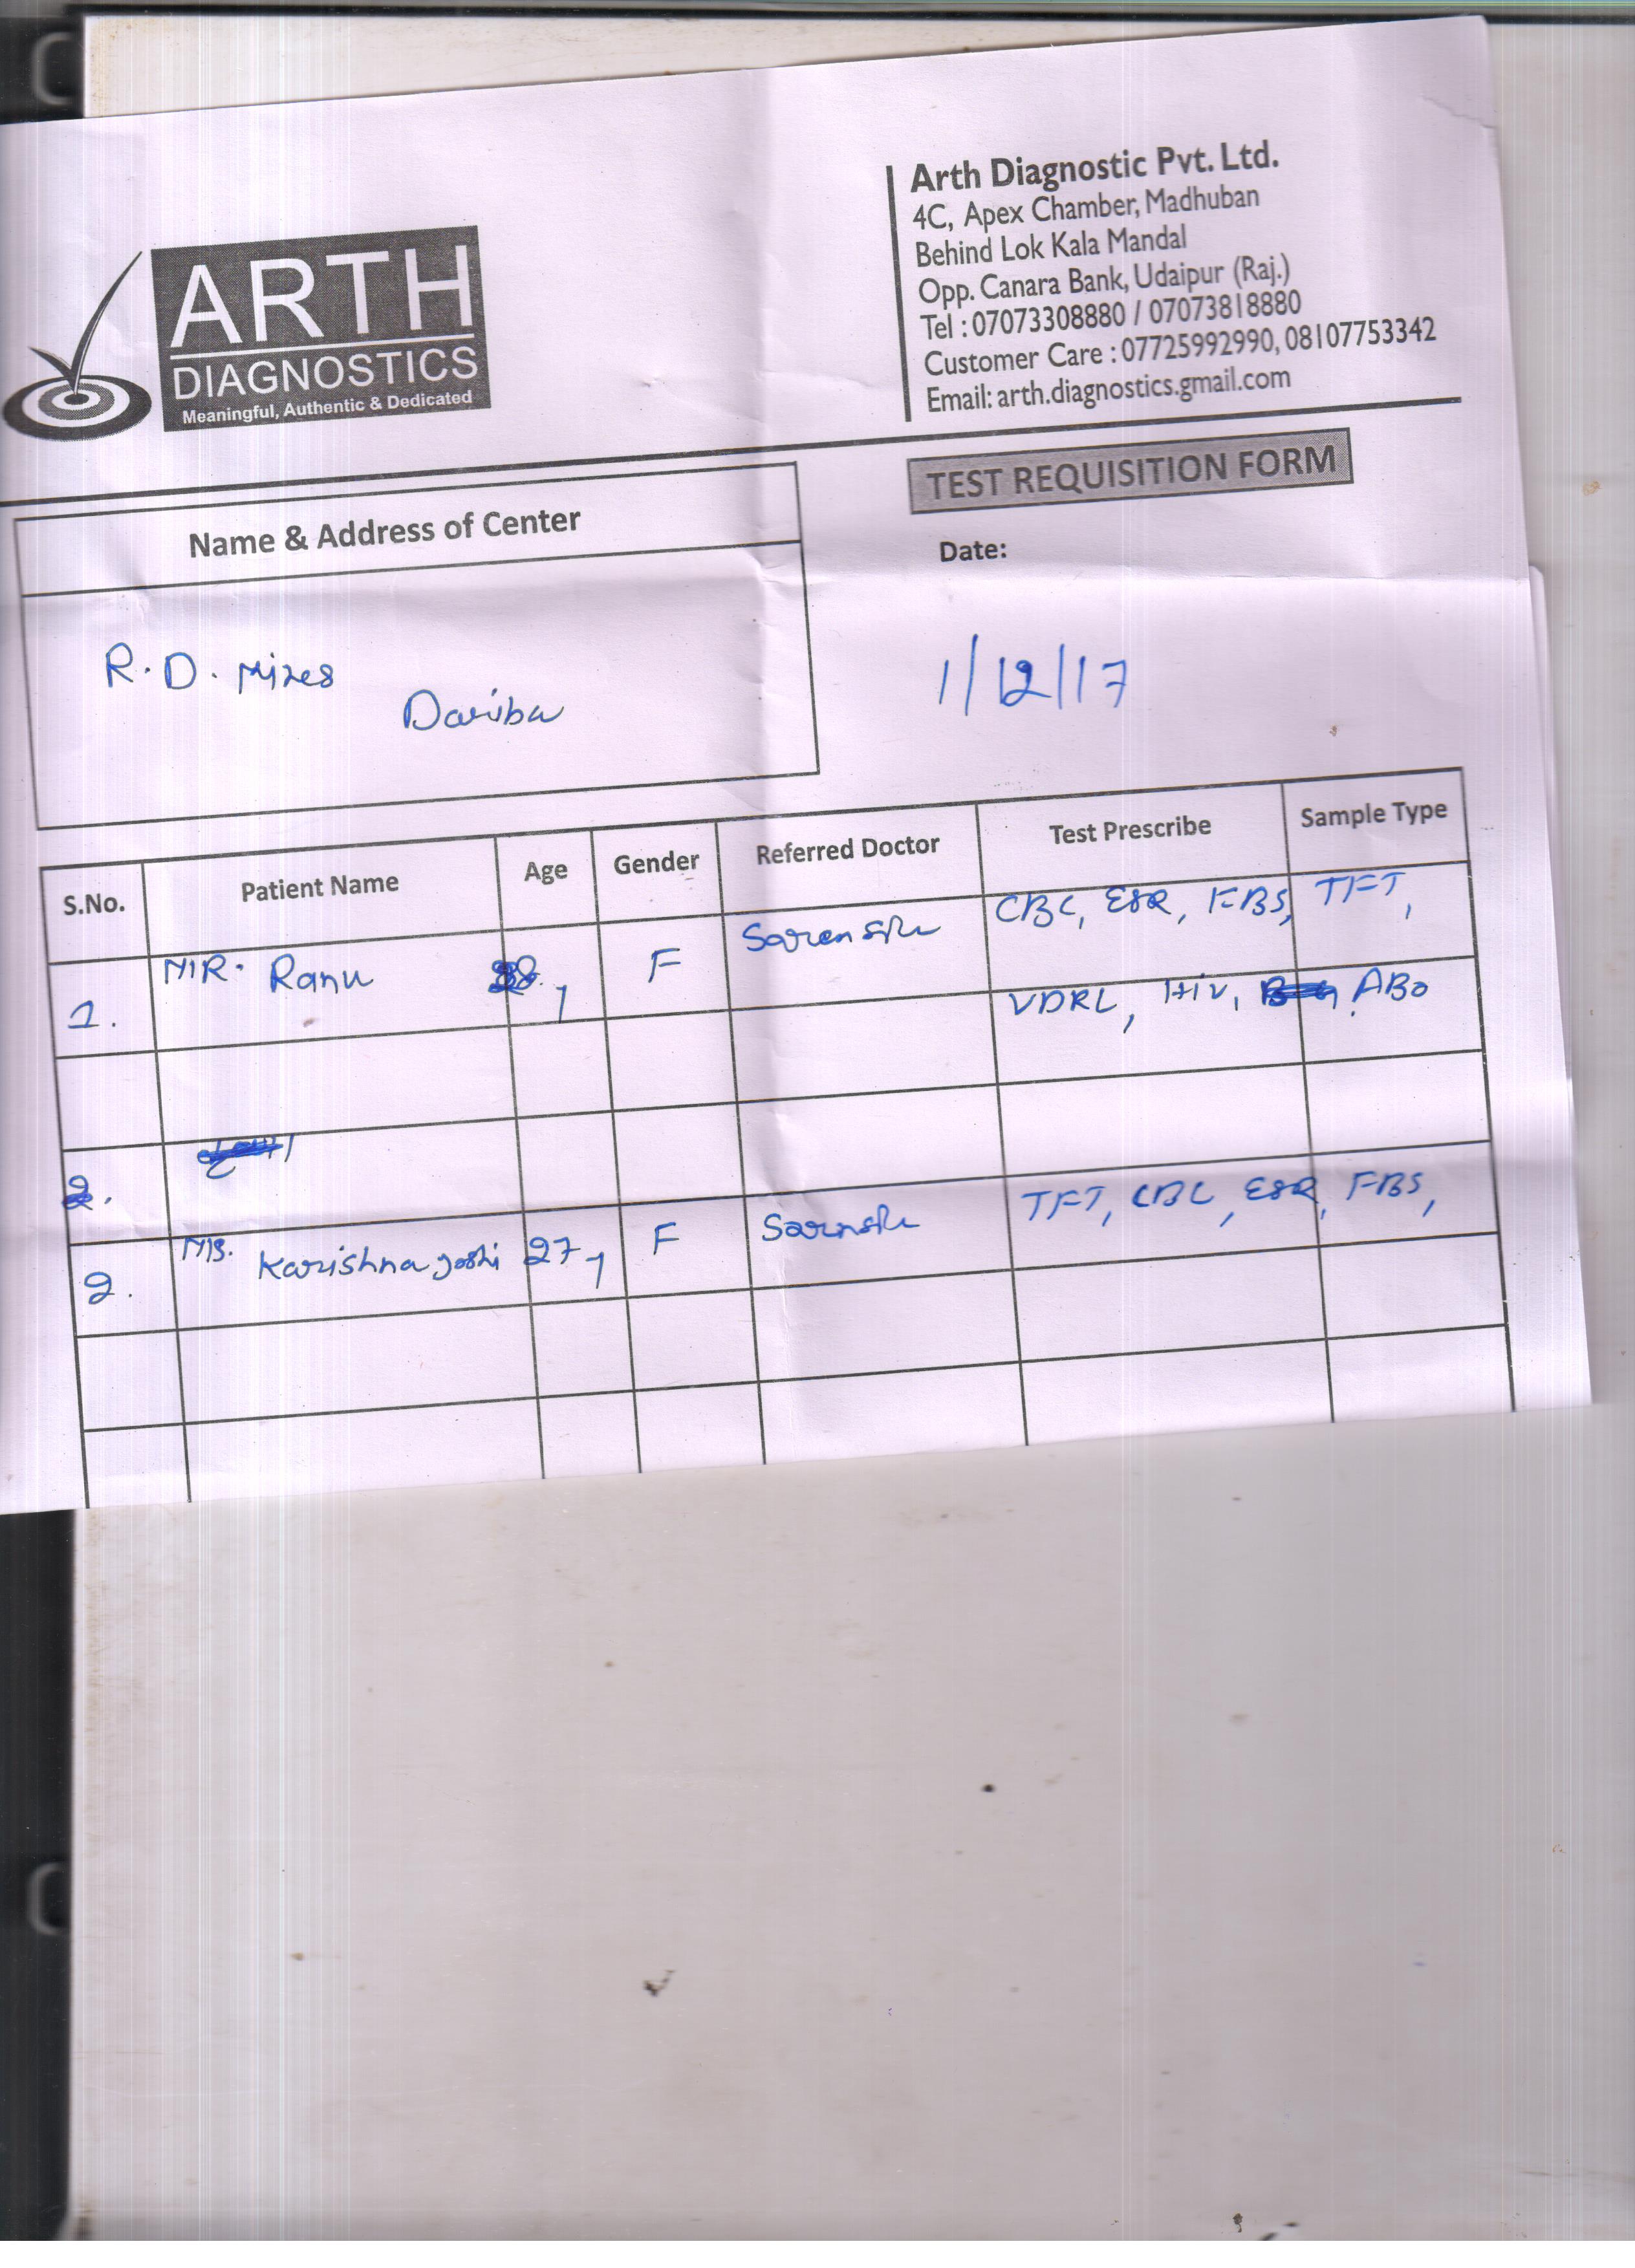 ARTH
DIAGNOSTICS
Meaningful, Authentic & Dedicated
Arth Diagnostic Pvt. Ltd.
4C, Apex Chamber, Madhuban
Behind Lok Kala Mandal
Opp. Canara Bank, Udaipur (Raj.)
Tel : 07073308880 / 07073818880
Customer Care : 07725992990, 08107753342
Email: arth.diagnostics.gmail.com
TEST REQUISITION FORM
Name & Address of Center
Date:
R. D. Mines
Dariba
1/12/17
S.No. Patient Name Age Gender Referred Doctor Test Prescribe Sample Type
1. Ranu F CBC, ESR, FBS, TFT,
VDRL, Hiv, ABO
2.
2. Karishna joshi 27 F TFT, CBC, ESR, FBS,